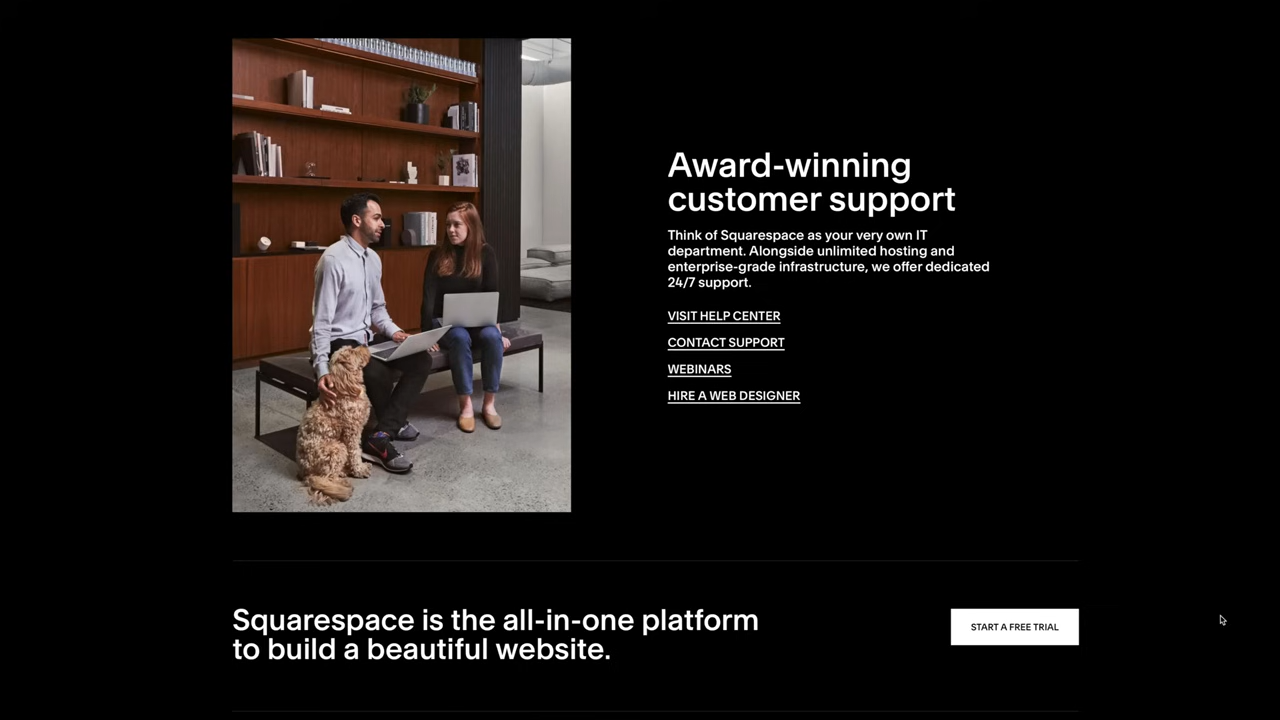 Award-winning
customer support
Think of Squarespace as your very own IT
department. Alongside unlimited hosting and
enterprise-grade infrastructure, we offer dedicated
24/7 support.
VISIT HELP CENTER
CONTACT SUPPORT
WEBINARS
HIRE A WEB DESIGNER
Squarespace is the all-in-one platform
to build a beautiful website.
START A FREE TRIAL